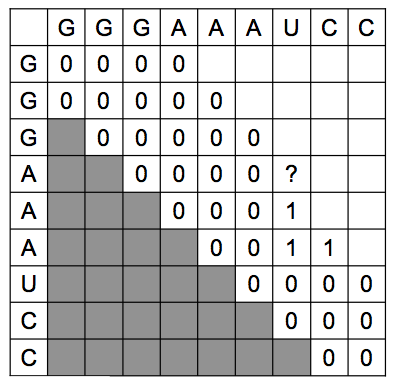 G G G A A A U C C
G 0 0 0 0
G 0 0 0 0 0
G 0 0 0 0 0
A 0 0 0 0 ?
A 0 0 0 1
A 0 0 1 1
U 0 0 0 0
C 0 0 0
C 0 0